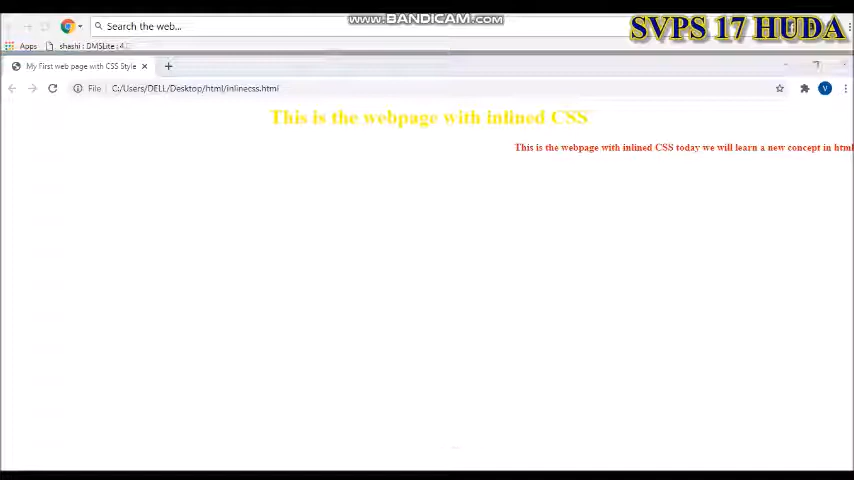 www.BANDICAM.com
SVPS 17 HUDA
Search the web...
Apps
shashi : DMSLite : 4.
My First web page with CSS Style
File
C:/Users/DELL/Desktop/html/inlinecss.html
V
This is the webpage with inlined CSS
This is the webpage with inlined CSS today we will learn a new concept in html